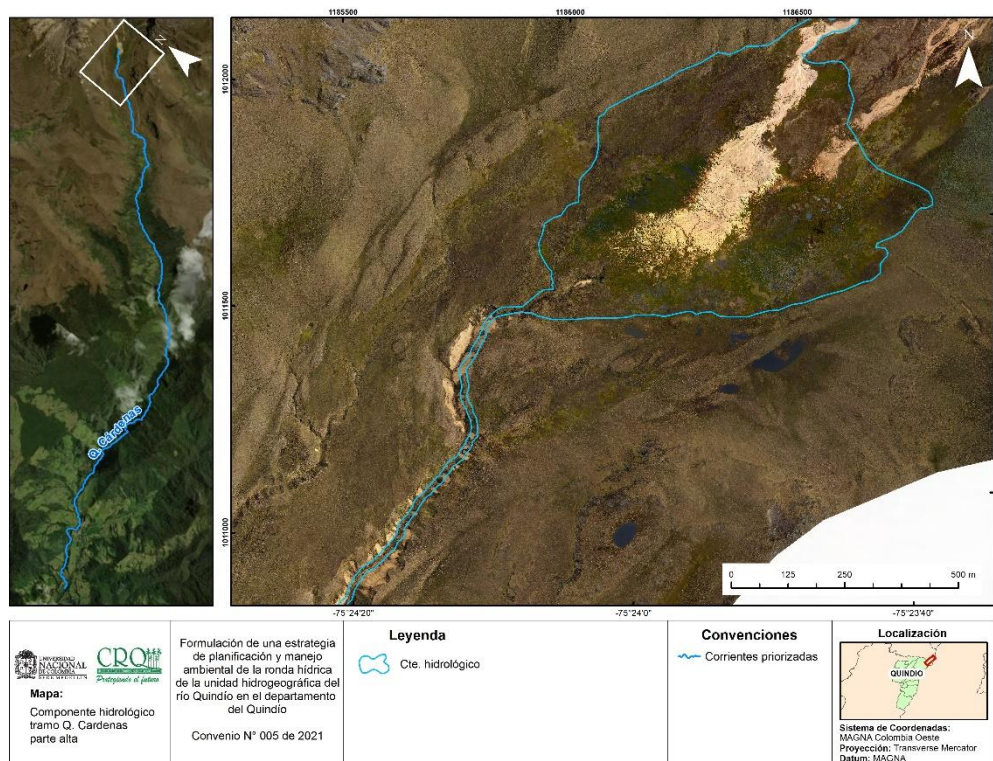 1185500
1186000
1186500
N
N
1012000
1011500
1011000
Q. Cárdenas
0 125 250 500 m
-75°24'20"
-75°24'0"
-75°23'40"
UNIVERSIDAD
NACIONAL
DE COLOMBIA
CRQ
Protegiendo el futuro
Mapa:
Componente hidrológico
tramo Q. Cardenas
parte alta
Formulación de una estrategia
de planificación y manejo
ambiental de la ronda hídrica
de la unidad hidrogeográfica del
río Quindío en el departamento
del Quindío
Convenio N° 005 de 2021
Leyenda
Cte. hidrológico
Convenciones
Corrientes priorizadas
Localización
QUINDÍO
Sistema de Coordenadas:
MAGNA Colombia Oeste
Proyección: Transverse Mercator
Datum: MAGNA